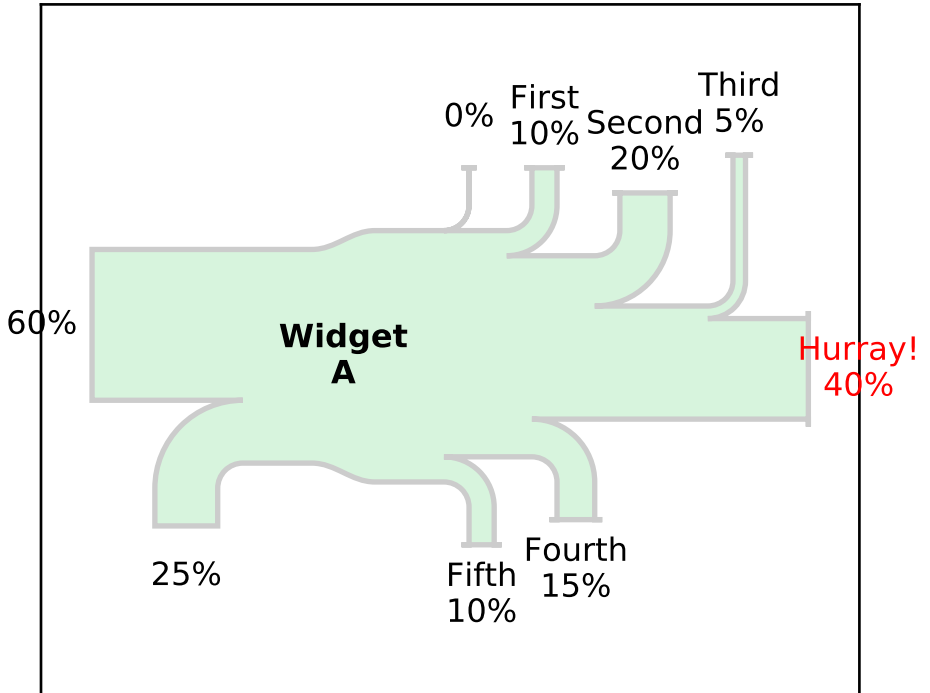 Third
5%
First
10%
0%
Second
20%
60%
Widget
A
Hurray!
40%
25%
Fifth
10%
Fourth
15%